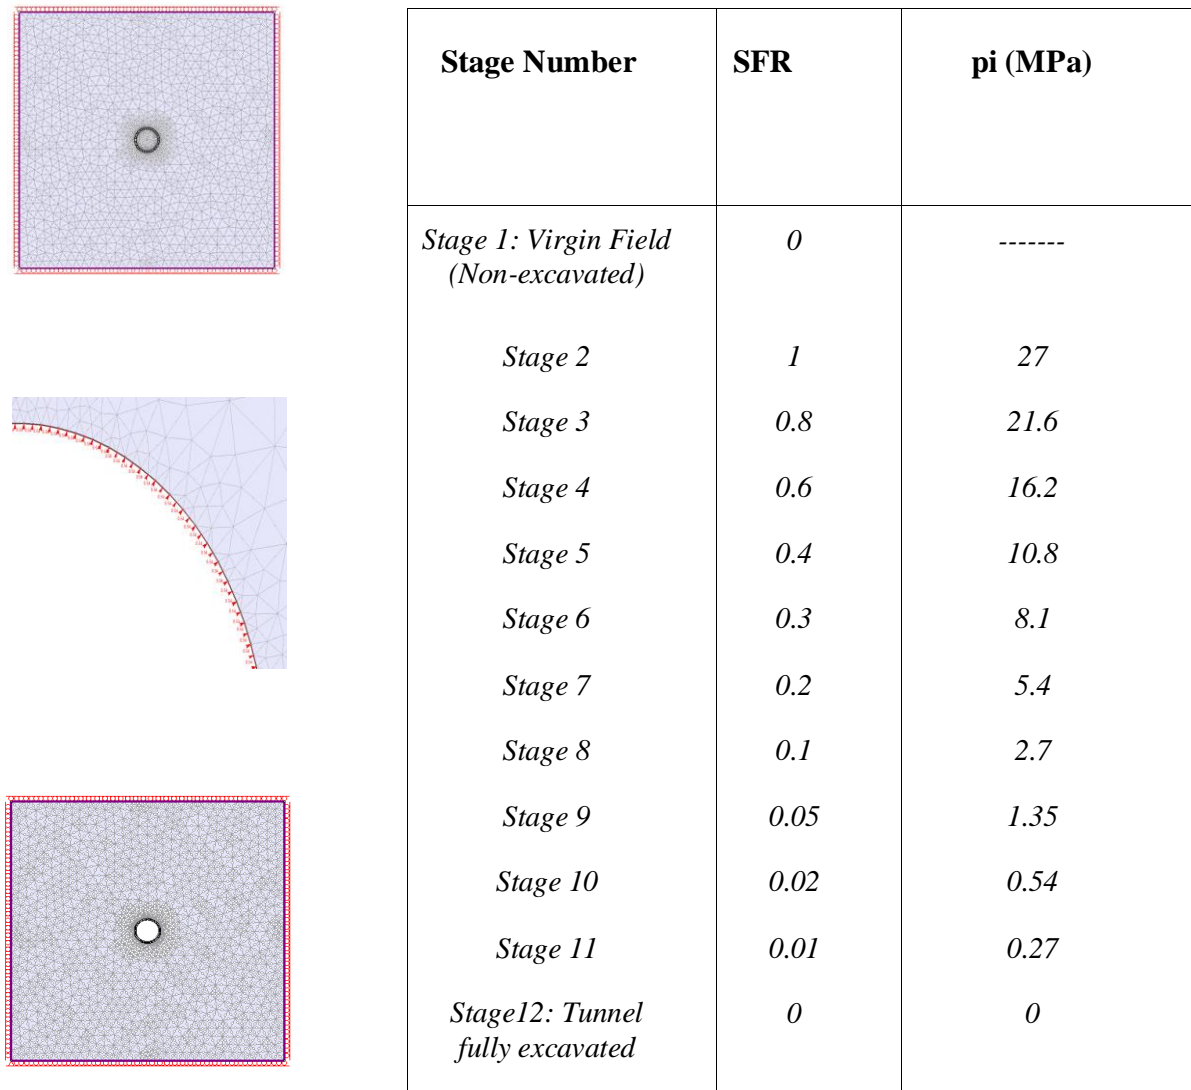 Stage Number SFR pi (MPa)
Stage 1: Virgin Field 0 -------
(Non-excavated)
Stage 2 1 27
Stage 3 0.8 21.6
Stage 4 0.6 16.2
Stage 5 0.4 10.8
Stage 6 0.3 8.1
Stage 7 0.2 5.4
Stage 8 0.1 2.7
Stage 9 0.05 1.35
Stage 10 0.02 0.54
Stage 11 0.01 0.27
Stage12: Tunnel 0 0
fully excavated